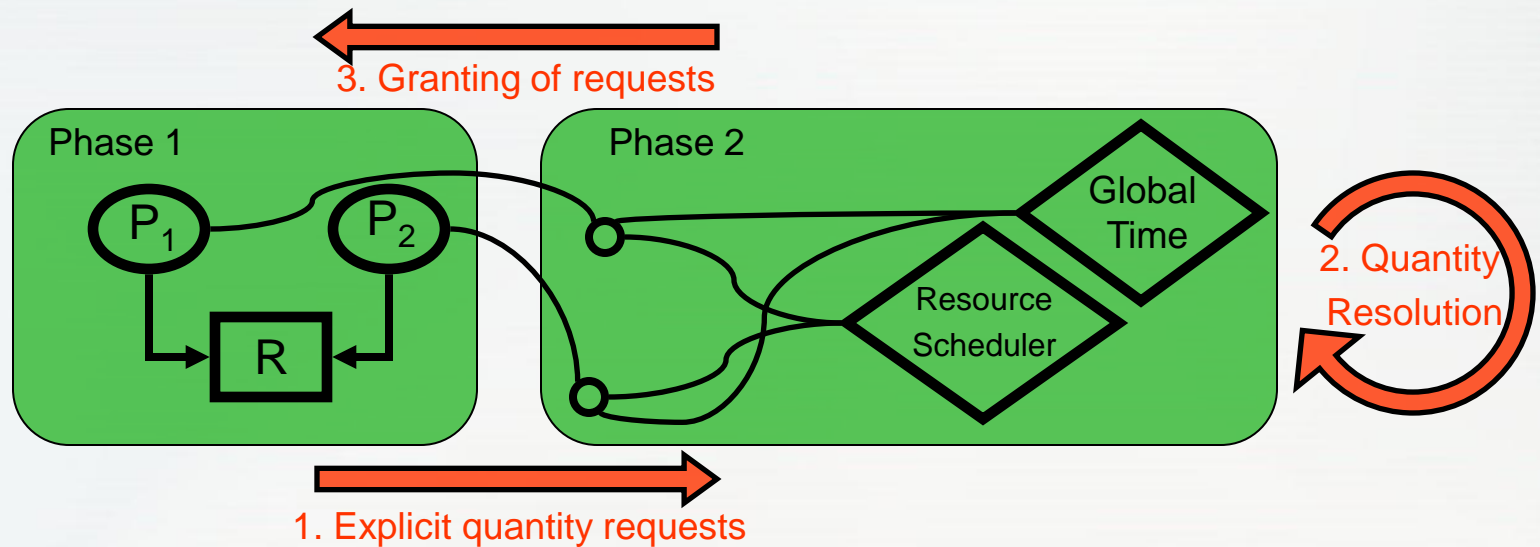 3. Granting of requests
Phase 1
Phase 2
P₁
P₂
R
Global
Time
Resource
Scheduler
2. Quantity
Resolution
1. Explicit quantity requests